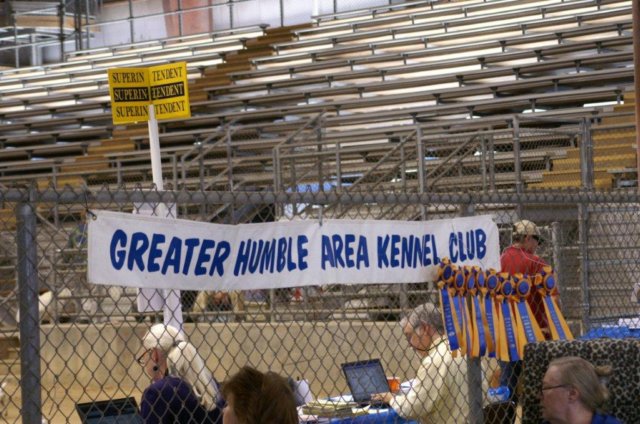 SUPERIN TENDENT
SUPERIN TENDENT
SUPERIN TENDENT
GREATER HUMBLE AREA KENNEL CLUB